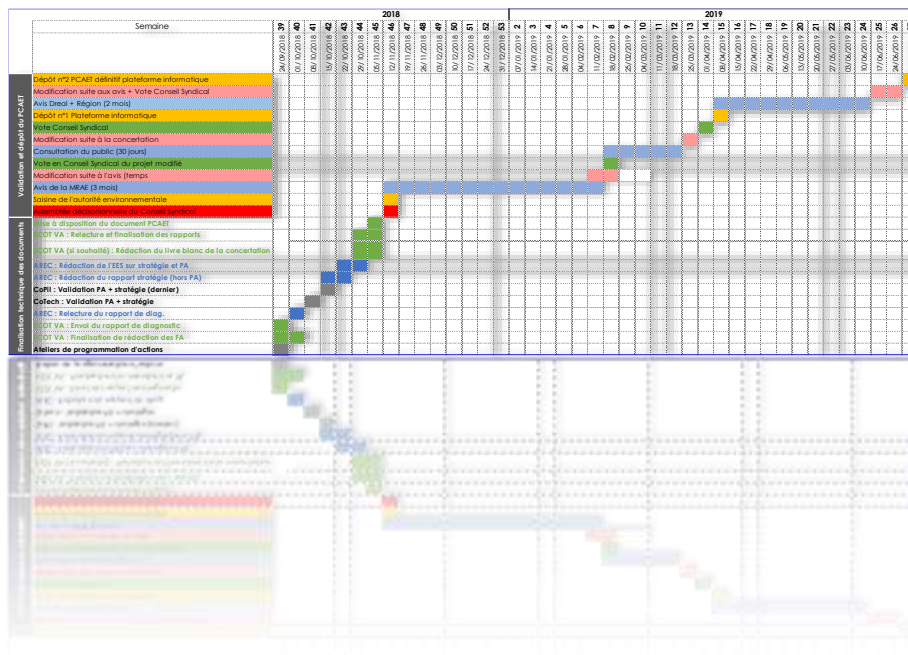 2018 2019
Semaine 39 40 41 42 43 44 45 46 47 48 49 50 51 52 53 2 3 4 5 6 7 8 9 10 11 12 13 14 15 16 17 18 19 20 21 22 23 24 25 26
24/09/2018 01/10/2018 08/10/2018 15/10/2018 22/10/2018 29/10/2018 05/11/2018 12/11/2018 19/11/2018 26/11/2018 03/12/2018 10/12/2018 17/12/2018 24/12/2018 31/12/2018 07/01/2019 14/01/2019 21/01/2019 28/01/2019 04/02/2019 11/02/2019 18/02/2019 25/02/2019 04/03/2019 11/03/2019 18/03/2019 25/03/2019 01/04/2019 08/04/2019 15/04/2019 22/04/2019 29/04/2019 06/05/2019 13/05/2019 20/05/2019 27/05/2019 03/06/2019 10/06/2019 17/06/2019 24/06/2019
Validation et dépôt du PCAET
Dépôt n°2 PCAET définitif plateforme informatique
Modification suite aux avis + Vote Conseil Syndical
Avis Dreal + Région (2 mois)
Dépôt n°1 Plateforme informatique
Vote Conseil Syndical
Modification suite à la concertation
Consultation du public (30 jours)
Vote en Conseil Syndical du projet modifié
Modification suite à l'avis (temps
Avis de la MRAE (3 mois)
Saisine de l'autorité environnementale
Assemblée décisionnelle du Conseil Syndical
Finalisation technique des documents
Mise à disposition du document PCAET
SCOT VA : Relecture et finalisation des rapports
SCOT VA (si souhaité) : Rédaction du livre blanc de la concertation
AREC : Rédaction de l'EES sur stratégie et PA
AREC : Rédaction du rapport stratégie (hors PA)
CoPil : Validation PA + stratégie (dernier)
CoTech : Validation PA + stratégie
AREC : Relecture du rapport de diag.
SCOT VA : Envoi du rapport de diagnostic
SCOT VA : Finalisation de rédaction des FA
Ateliers de programmation d'actions